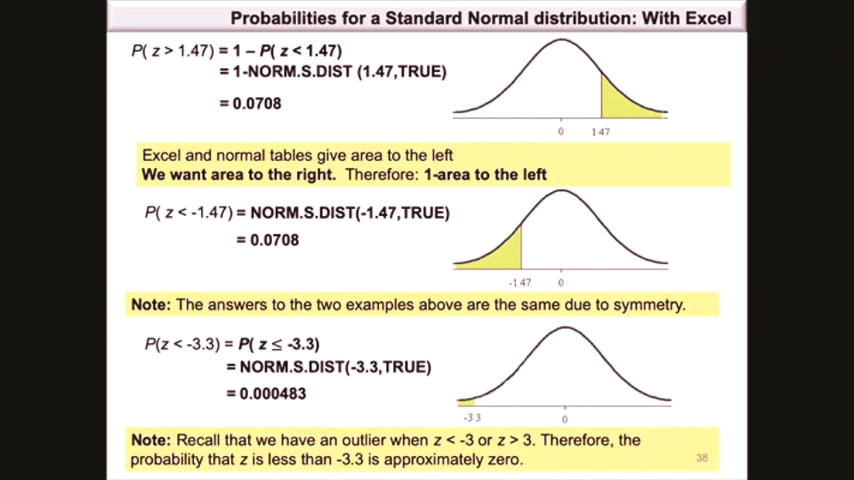 Probabilities for a Standard Normal distribution: With Excel
P( z > 1.47) = 1 – P( z < 1.47)
= 1-NORM.S.DIST (1.47,TRUE)
= 0.0708
0 1.47
Excel and normal tables give area to the left
We want area to the right. Therefore: 1-area to the left
P( z < -1.47) = NORM.S.DIST(-1.47,TRUE)
= 0.0708
-1.47 0
Note: The answers to the two examples above are the same due to symmetry.
P(z < -3.3) = P( z ≤ -3.3)
= NORM.S.DIST(-3.3,TRUE)
= 0.000483
-3.3 0
Note: Recall that we have an outlier when z < -3 or z > 3. Therefore, the
probability that z is less than -3.3 is approximately zero.
38